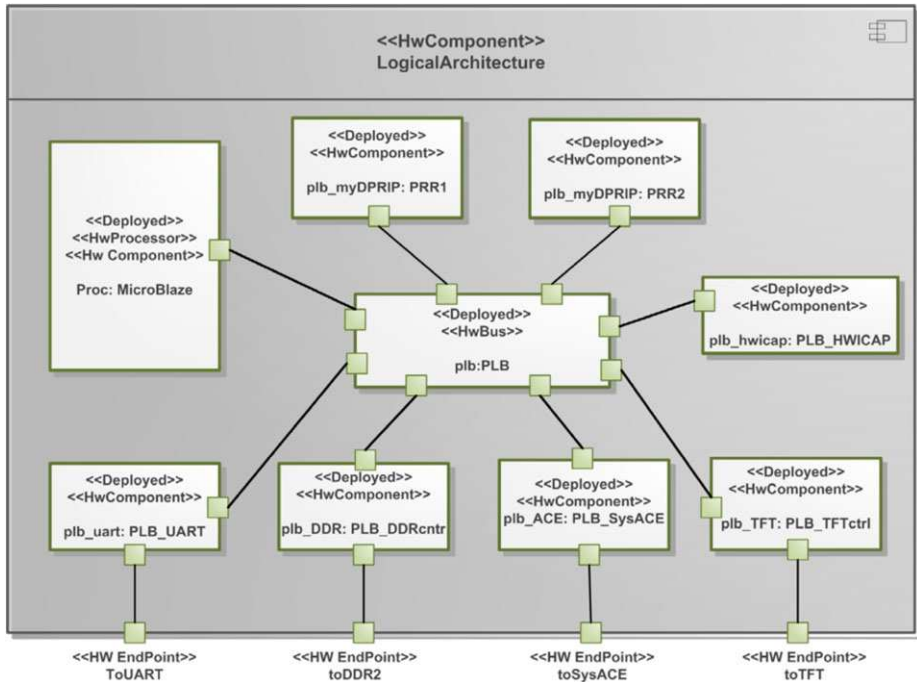 <<HwComponent>>
LogicalArchitecture
<<Deployed>>
<<HwComponent>>
plb_myDPRIP: PRR1
<<Deployed>>
<<HwComponent>>
plb_myDPRIP: PRR2
<<Deployed>>
<<HwProcessor>>
<<Hw Component>>
Proc: MicroBlaze
<<Deployed>>
<<HwBus>>
plb:PLB
<<Deployed>>
<<HwComponent>>
plb_hwicap: PLB_HWICAP
<<Deployed>>
<<HwComponent>>
plb_uart: PLB_UART
<<Deployed>>
<<HwComponent>>
plb_DDR: PLB_DDRcntr
<<Deployed>>
<<HwComponent>>
plb_ACE: PLB_SysACE
<<Deployed>>
<<HwComponent>>
plb_TFT: PLB_TFTctrl
<<HW EndPoint>>
ToUART
<<HW EndPoint>>
toDDR2
<<HW EndPoint>>
toSysACE
<<HW EndPoint>>
toTFT